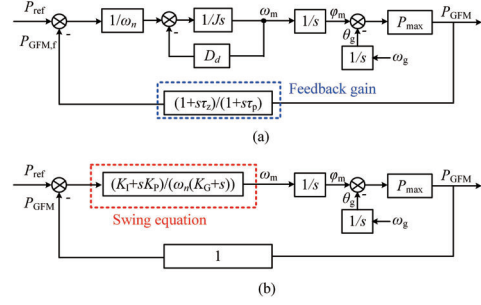 P_ref
1/ω_n
1/Js
ω_m
1/s
φ_m
P_max
P_GFM
P_GFM,f
D_d
θ_g
1/s
ω_g
Feedback gain
(1+sτ_z)/(1+sτ_p)
(a)
P_ref
(K_I+sK_P)/(ω_n(K_G+s))
ω_m
1/s
φ_m
P_max
P_GFM
P_GFM
θ_g
1/s
ω_g
Swing equation
1
(b)